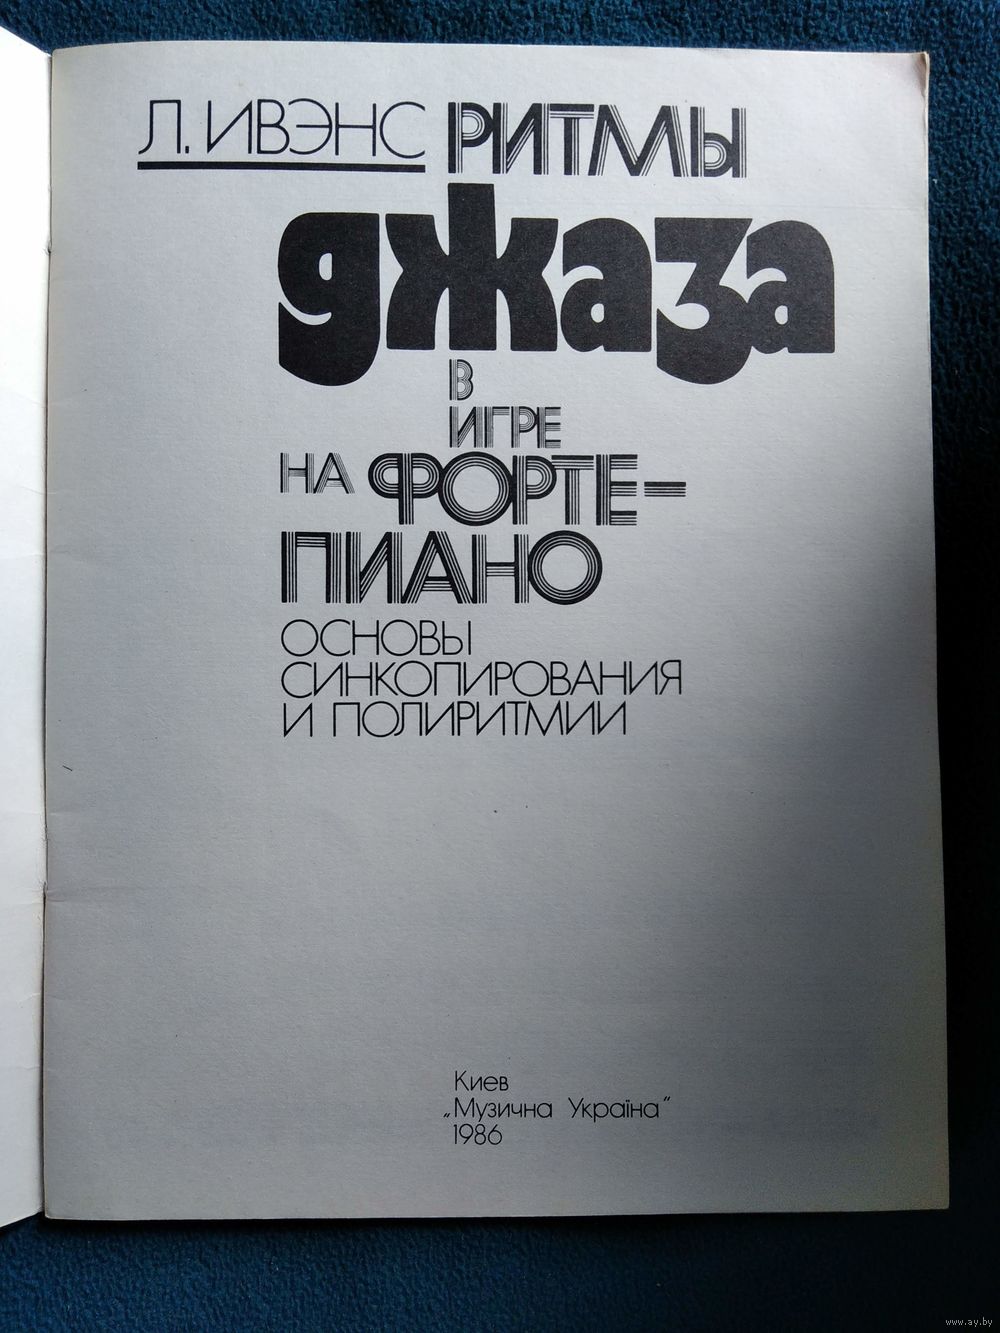 Л. ИВЭНС РИТМЫ
джаза
В
ИГРЕ
НА ФОРТЕ-
ПИАНО
ОСНОВЫ
СИНКОПИРОВАНИЯ
И ПОЛИРИТМИИ
Киев
„Музична Україна"
1986
www.ay.by